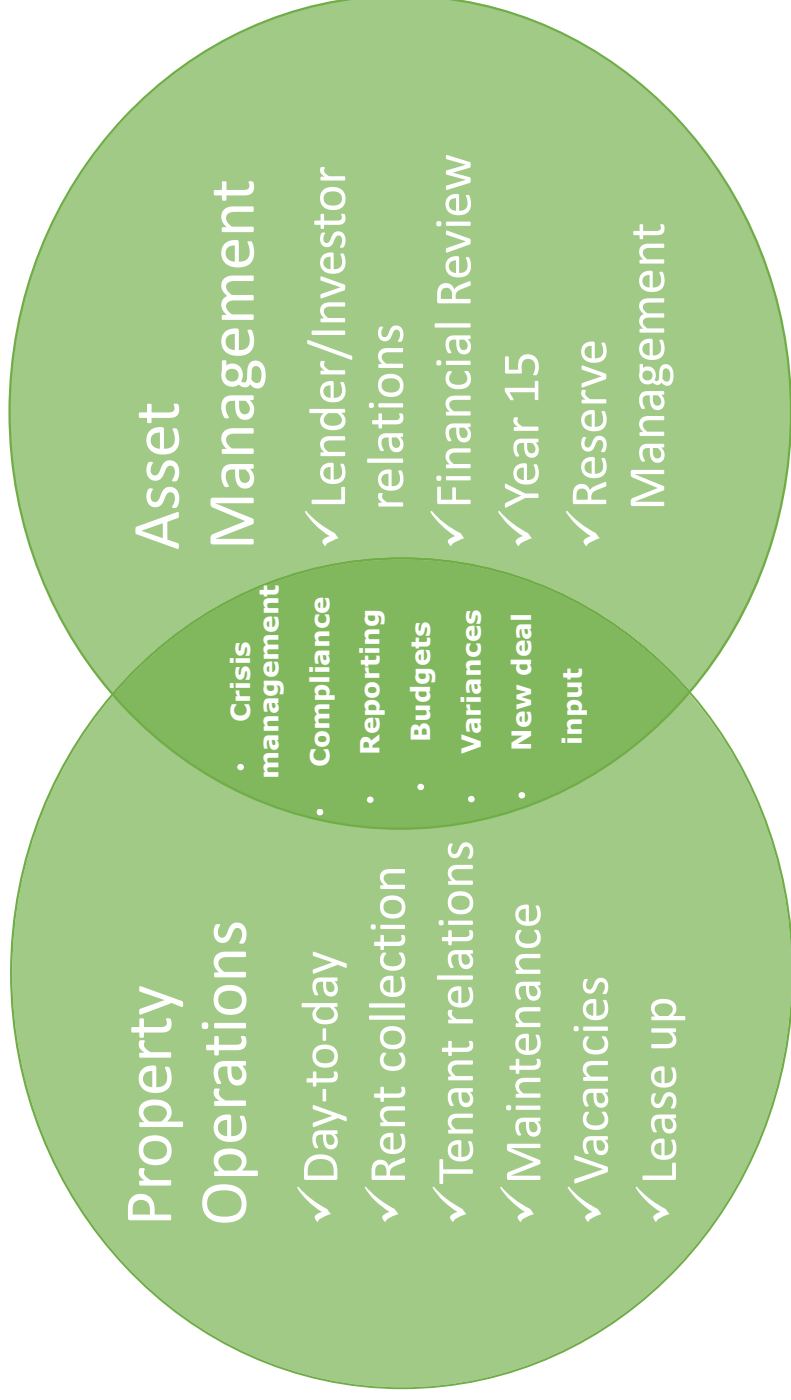 Property
Operations
✓ Day-to-day
✓ Rent collection
✓ Tenant relations
✓ Maintenance
✓ Vacancies
✓ Lease up
• Crisis
management
• Compliance
• Reporting
• Budgets
• Variances
• New deal
input
Asset
Management
✓ Lender/Investor
relations
✓ Financial Review
✓ Year 15
✓ Reserve
Management